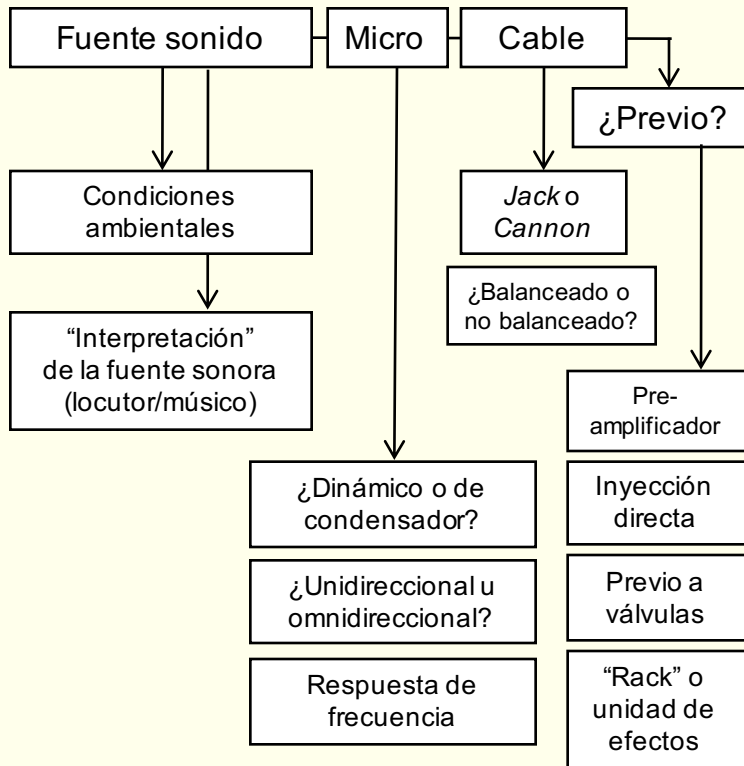 Fuente sonido
Micro
Cable
¿Previo?
Condiciones
ambientales
Jack o
Cannon
¿Balanceado o
no balanceado?
“Interpretación”
de la fuente sonora
(locutor/músico)
Pre-
amplificador
¿Dinámico o de
condensador?
Inyección
directa
¿Unidireccional u
omnidireccional?
Previo a
válvulas
Respuesta de
frecuencia
“Rack” o
unidad de
efectos